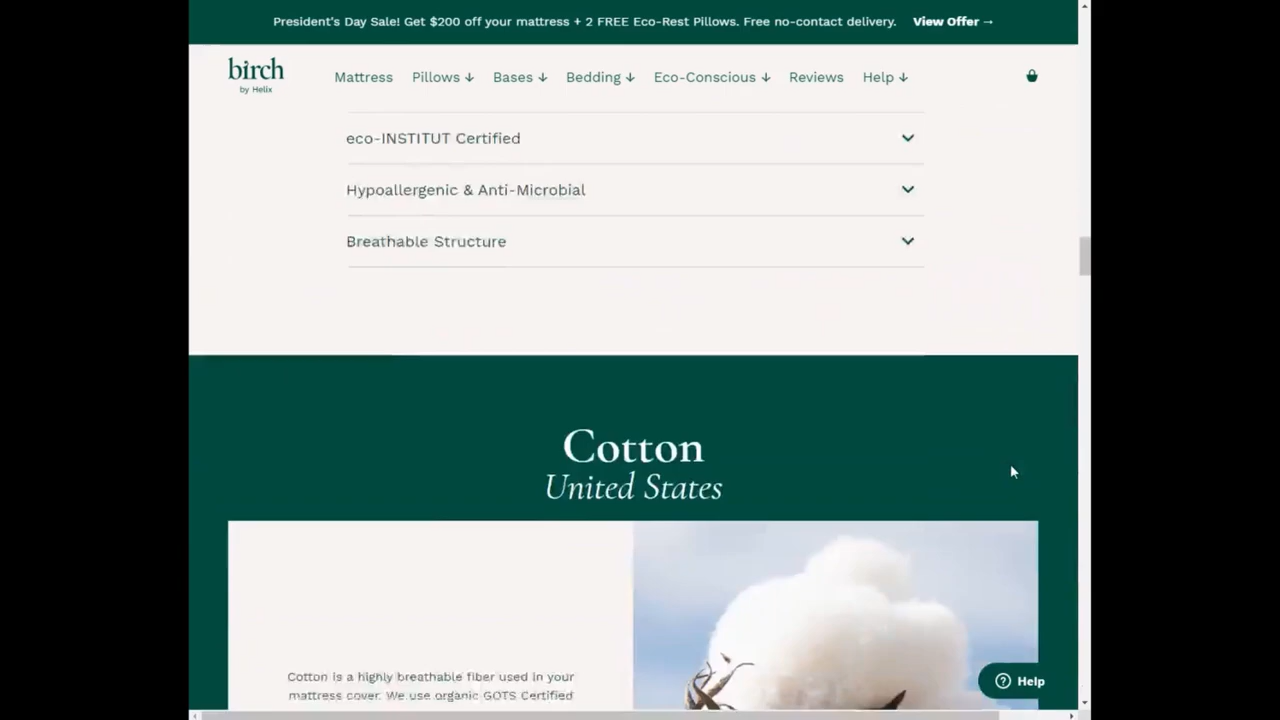 President's Day Sale! Get $200 off your mattress + 2 FREE Eco-Rest Pillows. Free no-contact delivery. View Offer →
birch
by Helix
Mattress Pillows ↓ Bases ↓ Bedding ↓ Eco-Conscious ↓ Reviews Help ↓
eco-INSTITUT Certified
Hypoallergenic & Anti-Microbial
Breathable Structure
Cotton
United States
Cotton is a highly breathable fiber used in your
mattress cover. We use organic GOTS Certified
Help